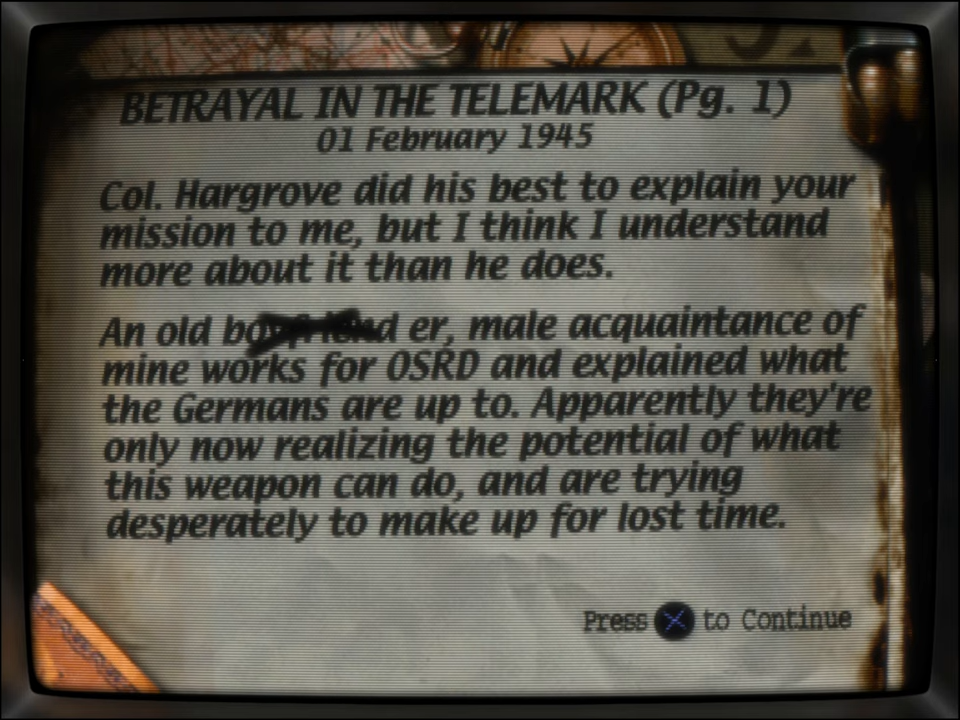 BETRAYAL IN THE TELEMARK (Pg. 1)
01 February 1945
Col. Hargrove did his best to explain your
mission to me, but I think I understand
more about it than he does.
An old boyfriend er, male acquaintance of
mine works for OSRD and explained what
the Germans are up to. Apparently they're
only now realizing the potential of what
this weapon can do, and are trying
desperately to make up for lost time.
Press X to Continue